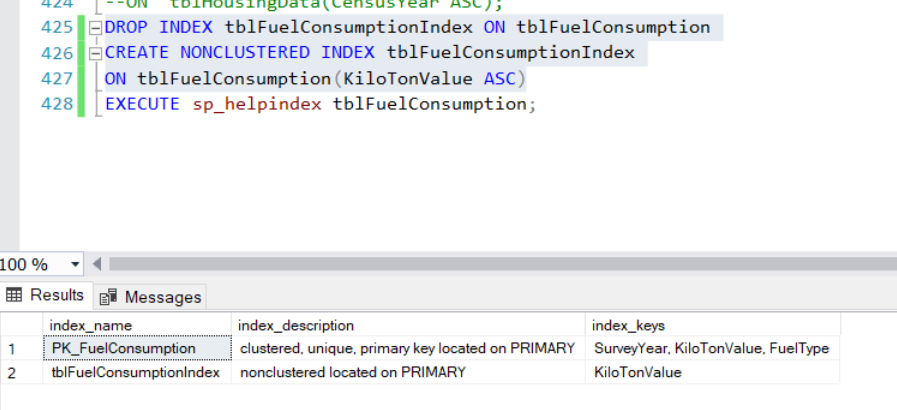 424 --ON tblHousingData(CensusYear ASC);
425 DROP INDEX tblFuelConsumptionIndex ON tblFuelConsumption
426 CREATE NONCLUSTERED INDEX tblFuelConsumptionIndex
427 ON tblFuelConsumption(KiloTonValue ASC)
428 EXECUTE sp_helpindex tblFuelConsumption;
100 %
Results Messages
index_name index_description index_keys
1 PK_FuelConsumption clustered, unique, primary key located on PRIMARY SurveyYear, KiloTonValue, FuelType
2 tblFuelConsumptionIndex nonclustered located on PRIMARY KiloTonValue